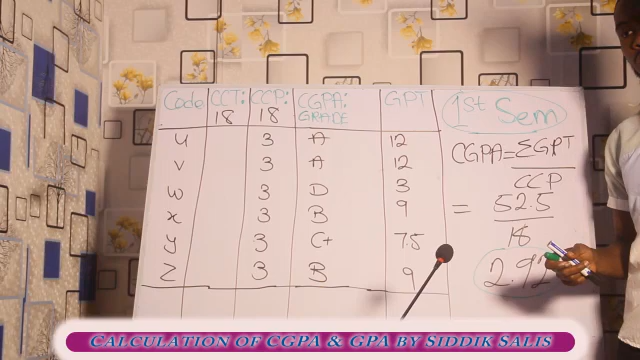 Code CCT: CCP: CGPA: GPT
18 18 GRADE
U 3 A 12
V 3 A 12
W 3 D 3
X 3 B 9
Y 3 C+ 7.5
Z 3 B 9
1st Sem
CGPA = ΣGPT
CCP
= 52.5
18
2.92
CALCULATION OF CGPA & GPA BY SIDDIK SALIS